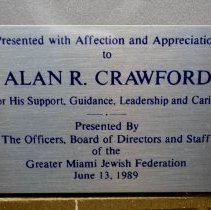 Presented with Affection and Appreciation
to
ALAN R. CRAWFORD
For His Support, Guidance, Leadership and Caring
Presented By
The Officers, Board of Directors and Staff
of the
Greater Miami Jewish Federation
June 13, 1989